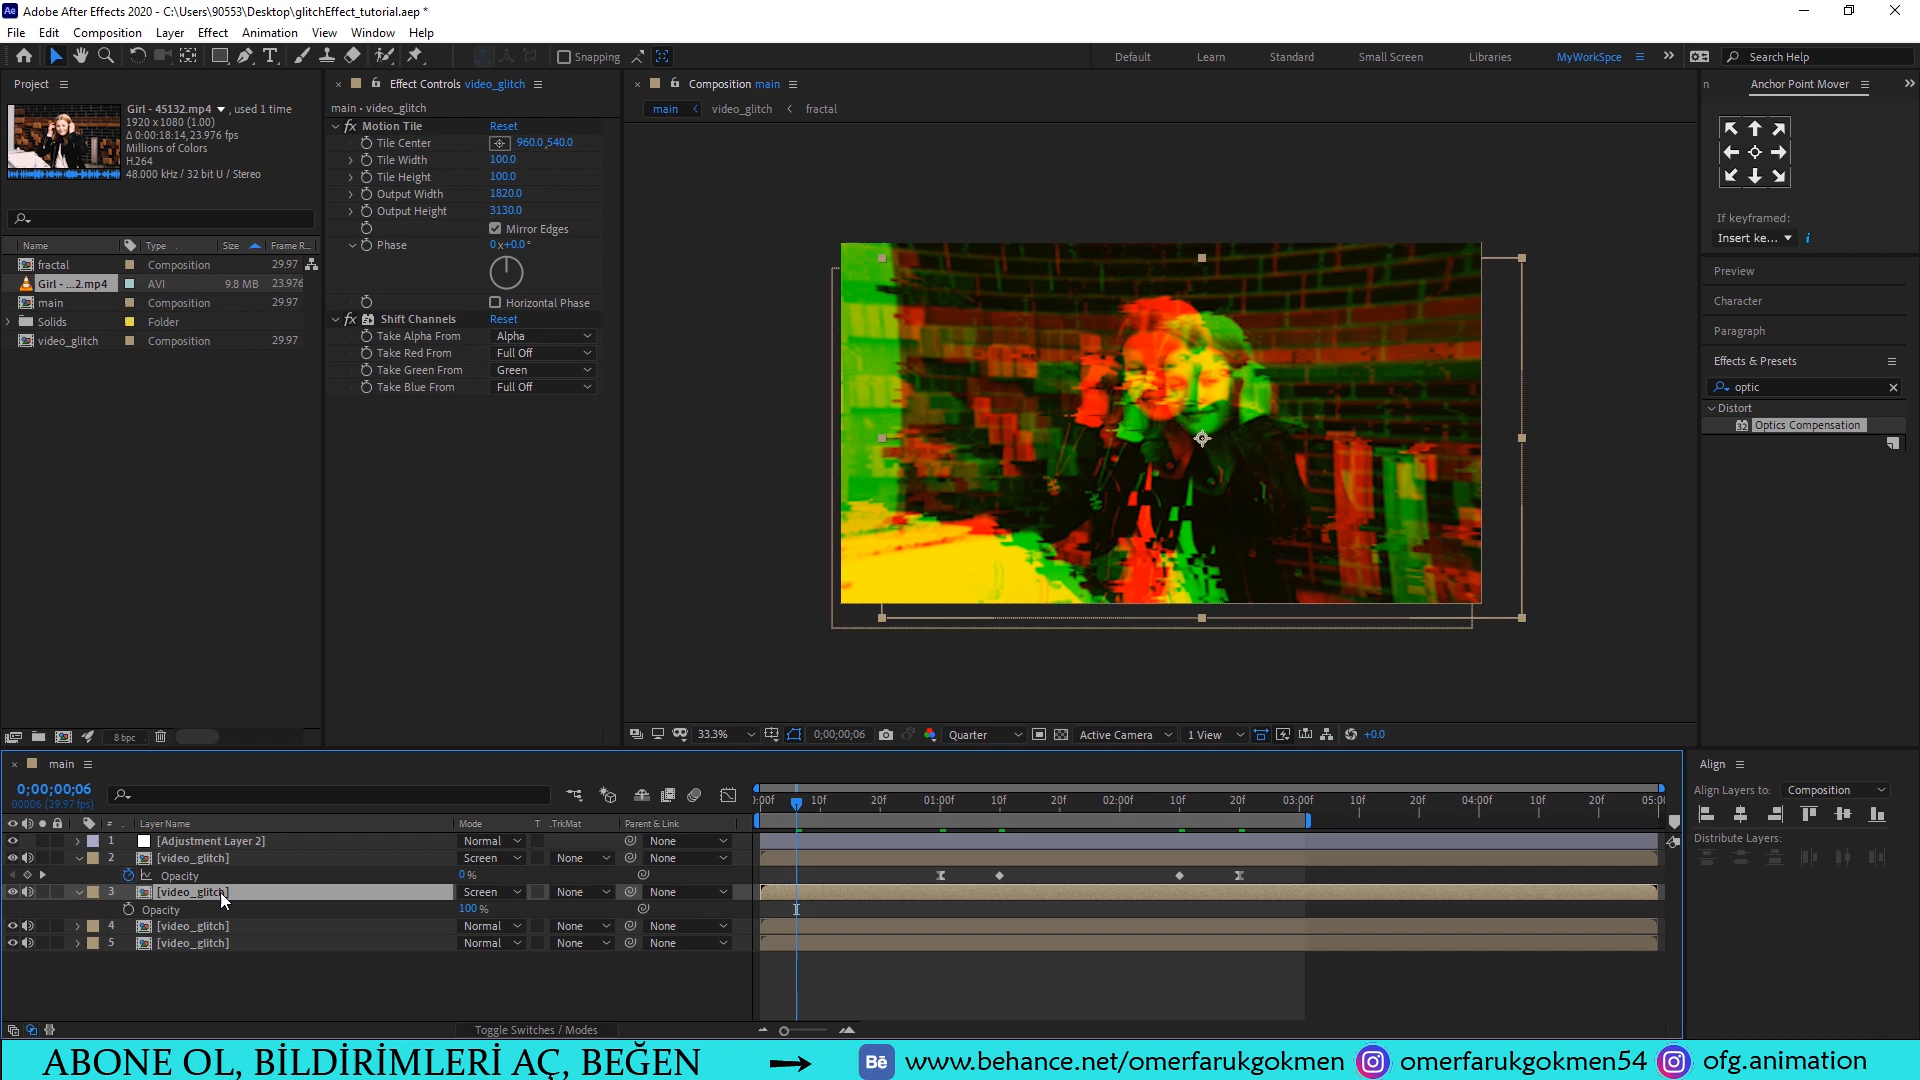 Adobe After Effects 2020 - C:\Users\90553\Desktop\glitchEffect_tutorial.aep *
File Edit Composition Layer Effect Animation View Window Help
Snapping
Default Learn Standard Small Screen Libraries MyWorkSpce Search Help
Project
Girl - 45132.mp4 , used 1 time
1920 x 1080 (1.00)
Δ 0:00:18:14, 23.976 fps
Millions of Colors
H.264
48.000 kHz / 32 bit U / Stereo
Name Type Size Frame R...
fractal Composition 29.97
Girl - ...2.mp4 AVI 9.8 MB 23.976
main Composition 29.97
Solids Folder
video_glitch Composition 29.97
8 bpc
Effect Controls video_glitch
main • video_glitch
fx Motion Tile Reset
Tile Center 960.0,540.0
Tile Width 100.0
Tile Height 100.0
Output Width 1820.0
Output Height 3130.0
Mirror Edges
Phase 0x+0.0°
Horizontal Phase
fx Shift Channels Reset
Take Alpha From Alpha
Take Red From Full Off
Take Green From Green
Take Blue From Full Off
Composition main
main video_glitch fractal
33.3% 0;00;00;06 Quarter Active Camera 1 View +0.0
n Anchor Point Mover
If keyframed:
Insert ke...
Preview
Character
Paragraph
Effects & Presets
optic
Distort
32 Optics Compensation
main
0;00;00;06
00006 (29.97 fps)
:00f 10f 20f 01:00f 10f 20f 02:00f 10f 20f 03:00f 10f 20f 04:00f 10f 20f 05:00
# Layer Name Mode T .TrkMat Parent & Link
1 [Adjustment Layer 2] Normal None
2 [video_glitch] Screen None None
Opacity 0%
3 [video_glitch] Screen None None
Opacity 100%
4 [video_glitch] Normal None None
5 [video_glitch] Normal None None
Toggle Switches / Modes
Align
Align Layers to: Composition
Distribute Layers:
ABONE OL, BİLDİRİMLERİ AÇ, BEĞEN → Bē www.behance.net/omerfarukgokmen omerfarukgokmen54 ofg.animation